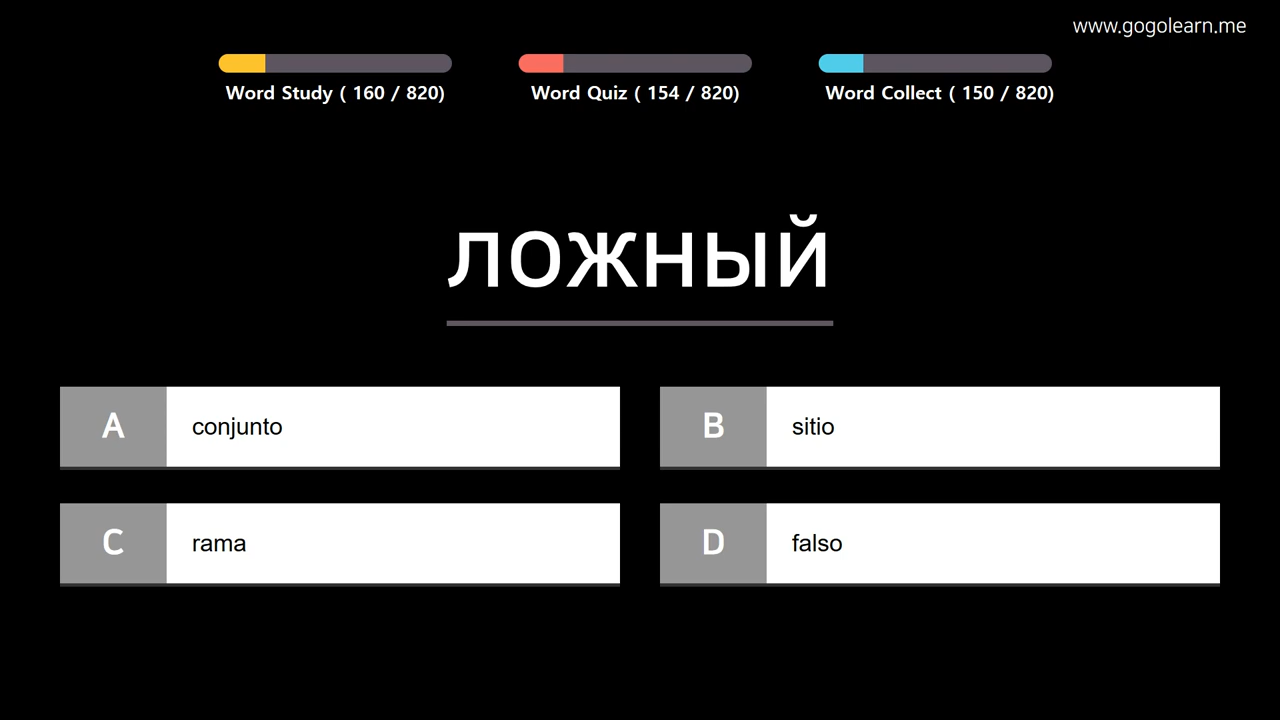 www.gogolearn.me
Word Study ( 160 / 820)
Word Quiz ( 154 / 820)
Word Collect ( 150 / 820)
ложный
A conjunto
B sitio
C rama
D falso